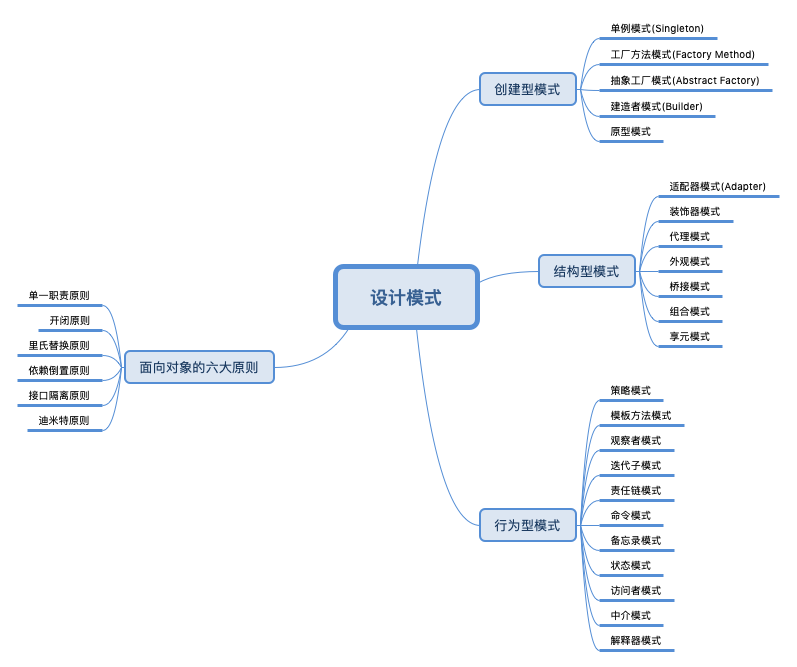 设计模式
创建型模式
单例模式(Singleton)
工厂方法模式(Factory Method)
抽象工厂模式(Abstract Factory)
建造者模式(Builder)
原型模式
结构型模式
适配器模式(Adapter)
装饰器模式
代理模式
外观模式
桥接模式
组合模式
享元模式
行为型模式
策略模式
模板方法模式
观察者模式
迭代子模式
责任链模式
命令模式
备忘录模式
状态模式
访问者模式
中介模式
解释器模式
面向对象的六大原则
单一职责原则
开闭原则
里氏替换原则
依赖倒置原则
接口隔离原则
迪米特原则